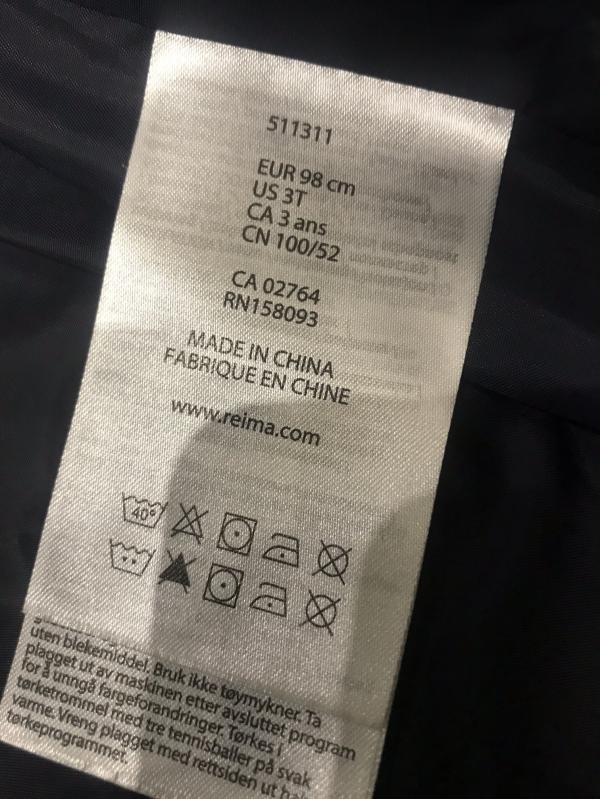 511311
EUR 98 cm
US 3T
CA 3 ans
CN 100/52
CA 02764
RN158093
MADE IN CHINA
FABRIQUE EN CHINE
www.reima.com
40°
uten blekemiddel. Bruk ikke tøymykner. Ta
plagget ut av maskinen etter avsluttet program
for å unngå fargeforandringer. Tørkes i
tørketrommel med tre tennisballer på svak
varme. Vreng plagget med rettsiden ut
tørkeprogrammet.